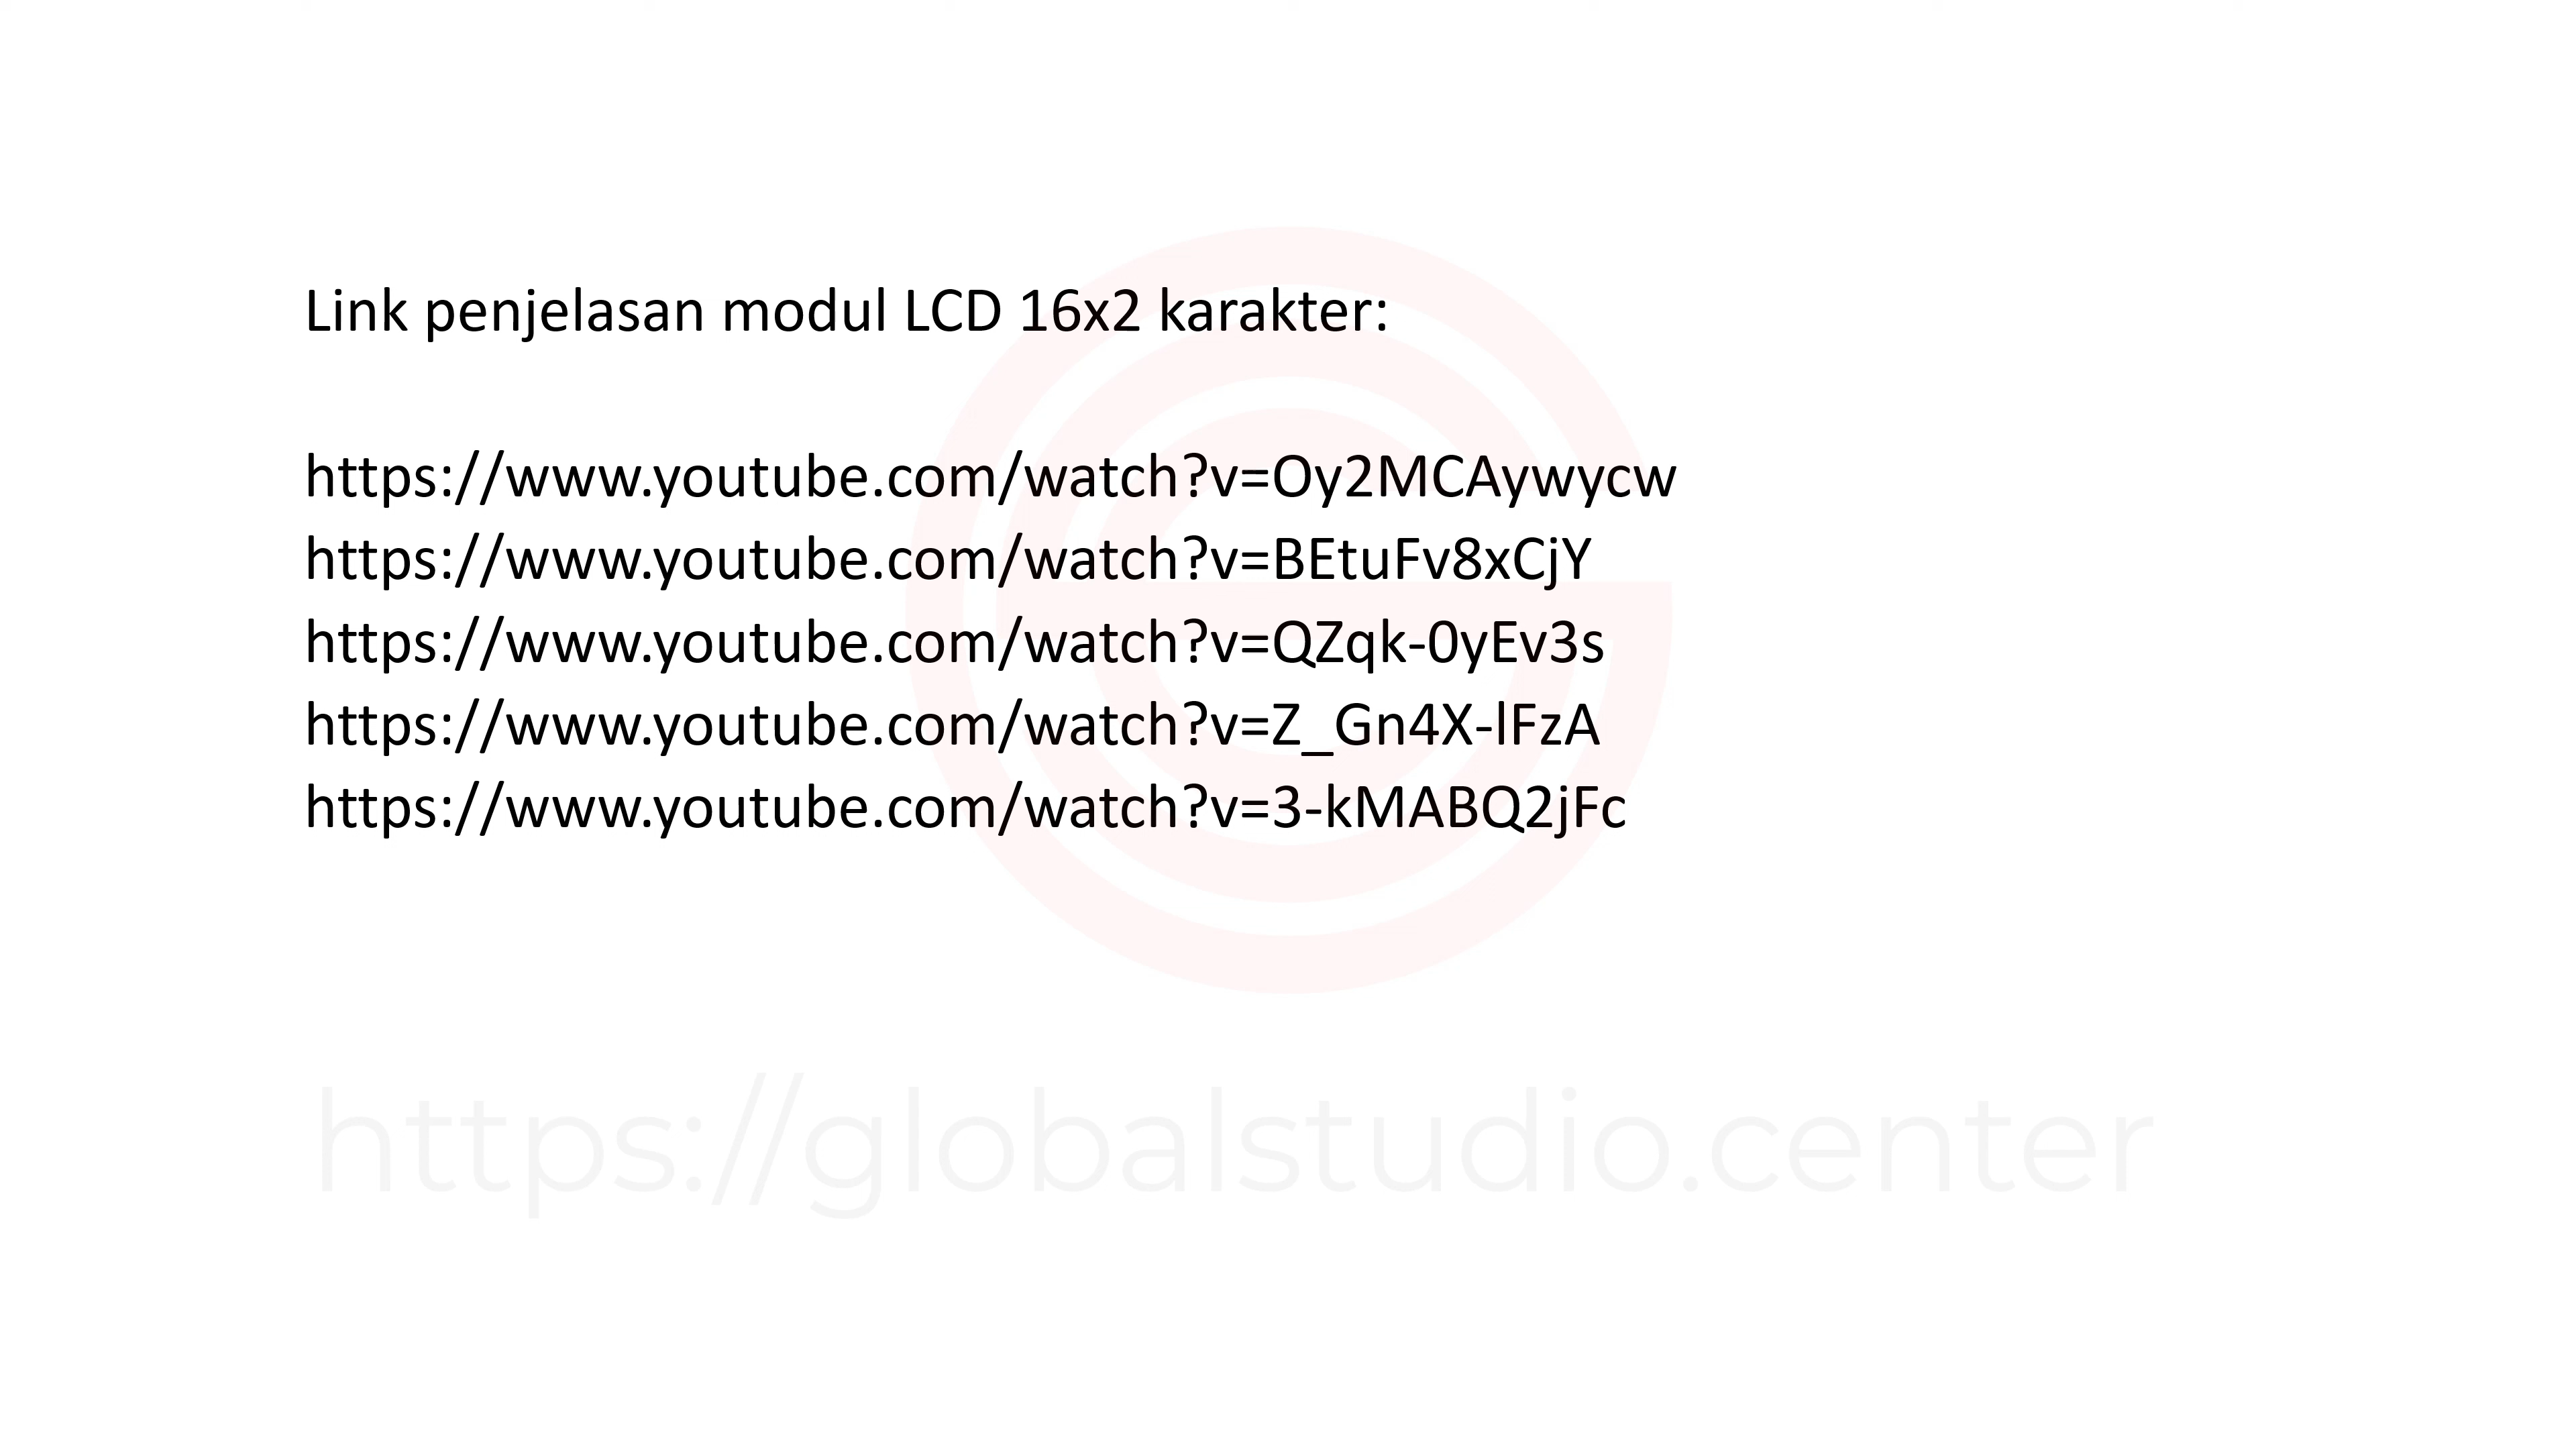 Link penjelasan modul LCD 16x2 karakter:
https://www.youtube.com/watch?v=Oy2MCAywycw
https://www.youtube.com/watch?v=BEtuFv8xCjY
https://www.youtube.com/watch?v=QZqk-0yEv3s
https://www.youtube.com/watch?v=Z_Gn4X-lFzA
https://www.youtube.com/watch?v=3-kMABQ2jFc
https://globalstudio.center